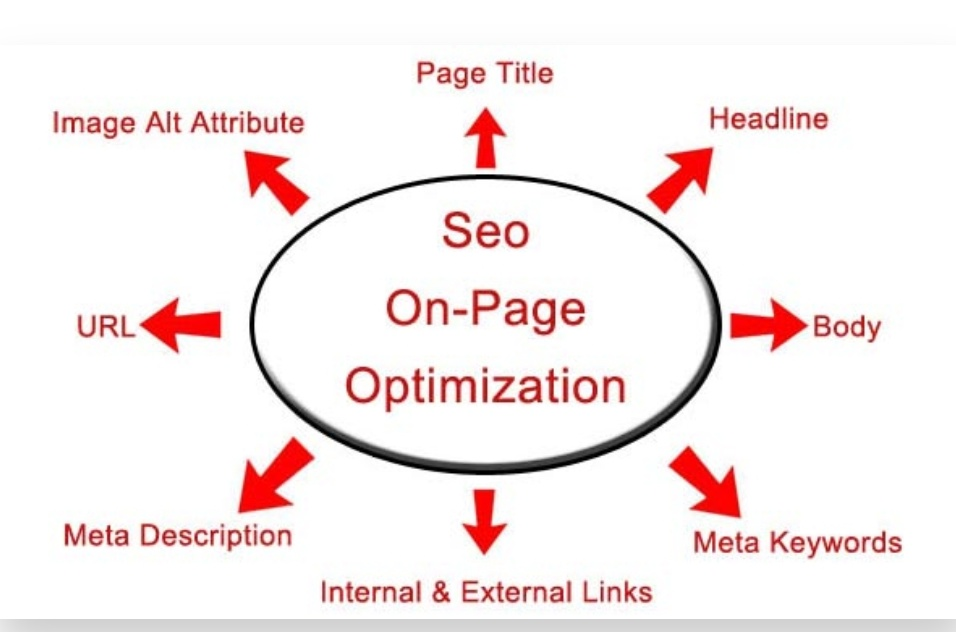 Page Title
Image Alt Attribute
Headline
Seo
On-Page
Optimization
URL
Body
Meta Description
Meta Keywords
Internal & External Links